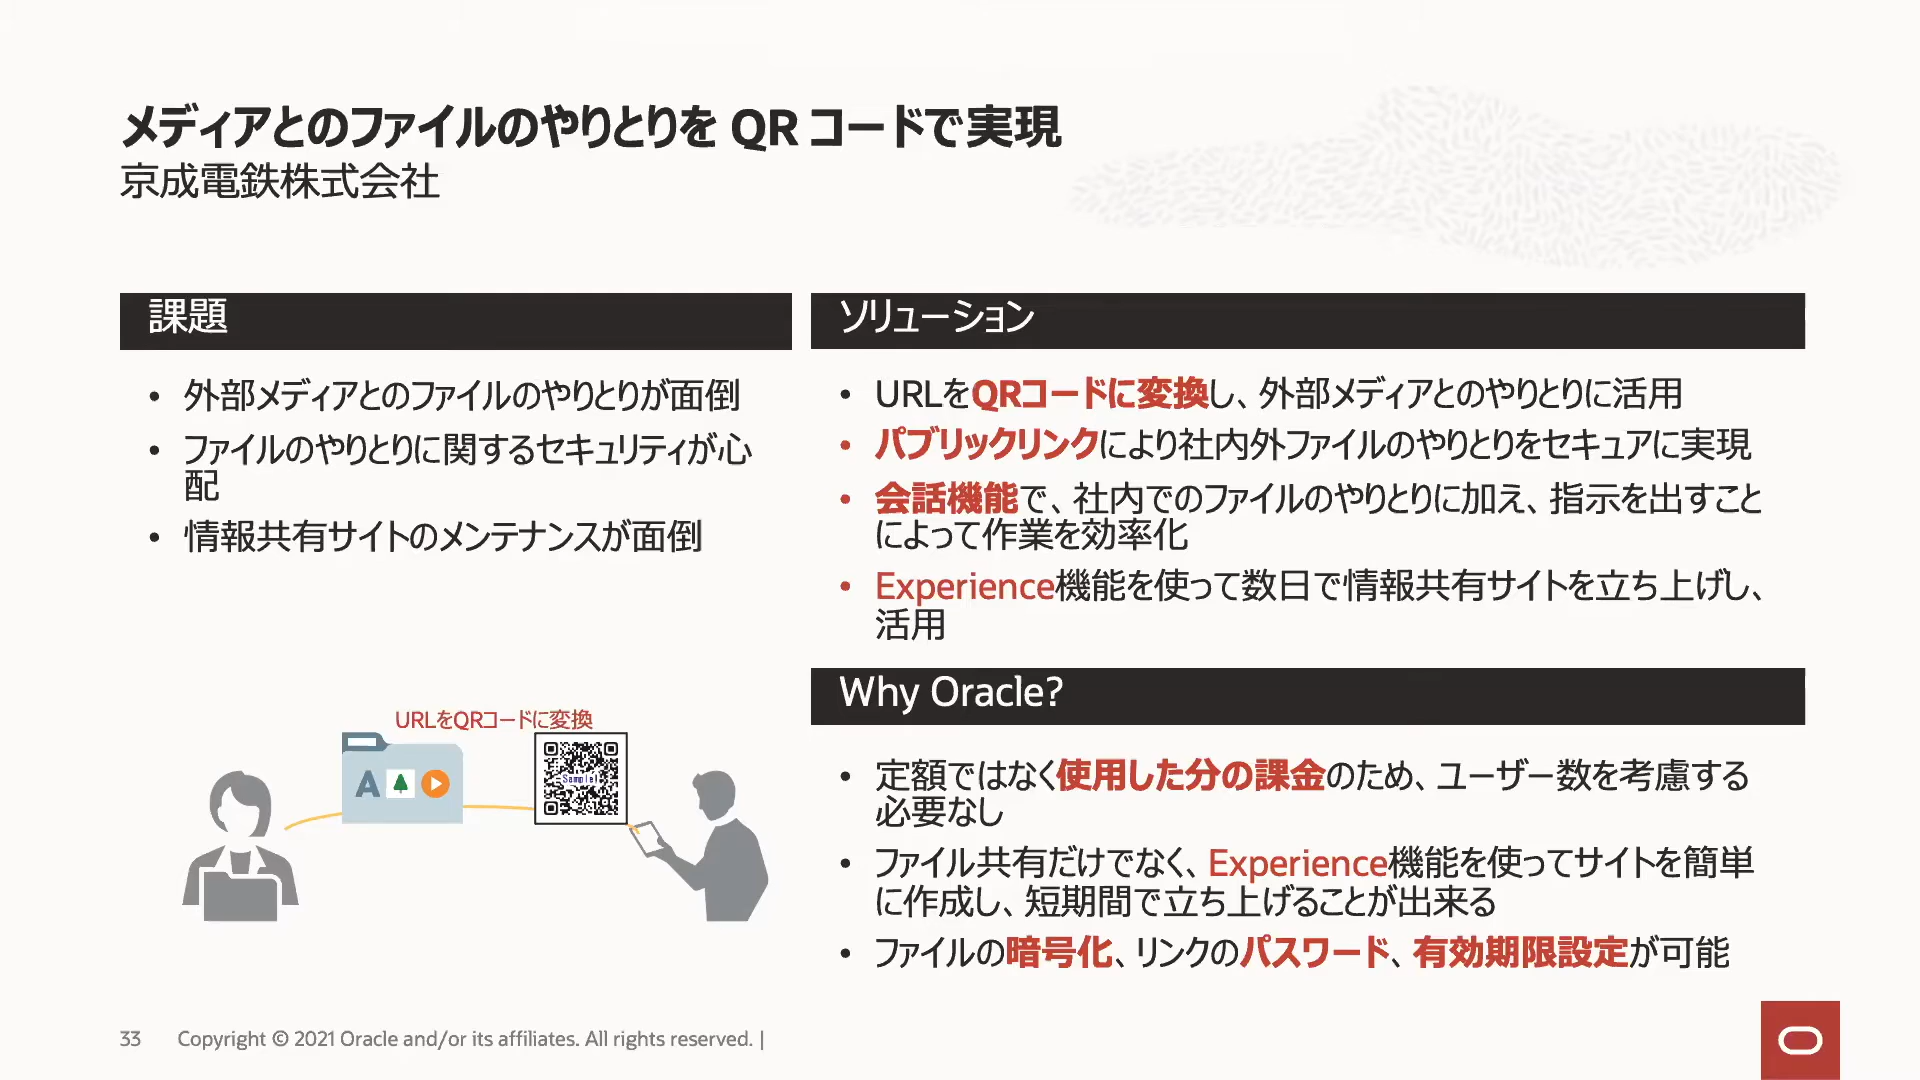 メディアとのファイルのやりとりを QR コードで実現
京成電鉄株式会社
課題
• 外部メディアとのファイルのやりとりが面倒
• ファイルのやりとりに関するセキュリティが心
配
• 情報共有サイトのメンテナンスが面倒
URLをQRコードに変換
A
Sample!
ソリューション
• URLをQRコードに変換し、外部メディアとのやりとりに活用
• パブリックリンクにより社内外ファイルのやりとりをセキュアに実現
• 会話機能で、社内でのファイルのやりとりに加え、指示を出すこと
によって作業を効率化
• Experience機能を使って数日で情報共有サイトを立ち上げし、
活用
Why Oracle?
• 定額ではなく使用した分の課金のため、ユーザー数を考慮する
必要なし
• ファイル共有だけでなく、Experience機能を使ってサイトを簡単
に作成し、短期間で立ち上げることが出来る
• ファイルの暗号化、リンクのパスワード、有効期限設定が可能
33 Copyright © 2021 Oracle and/or its affiliates. All rights reserved. |